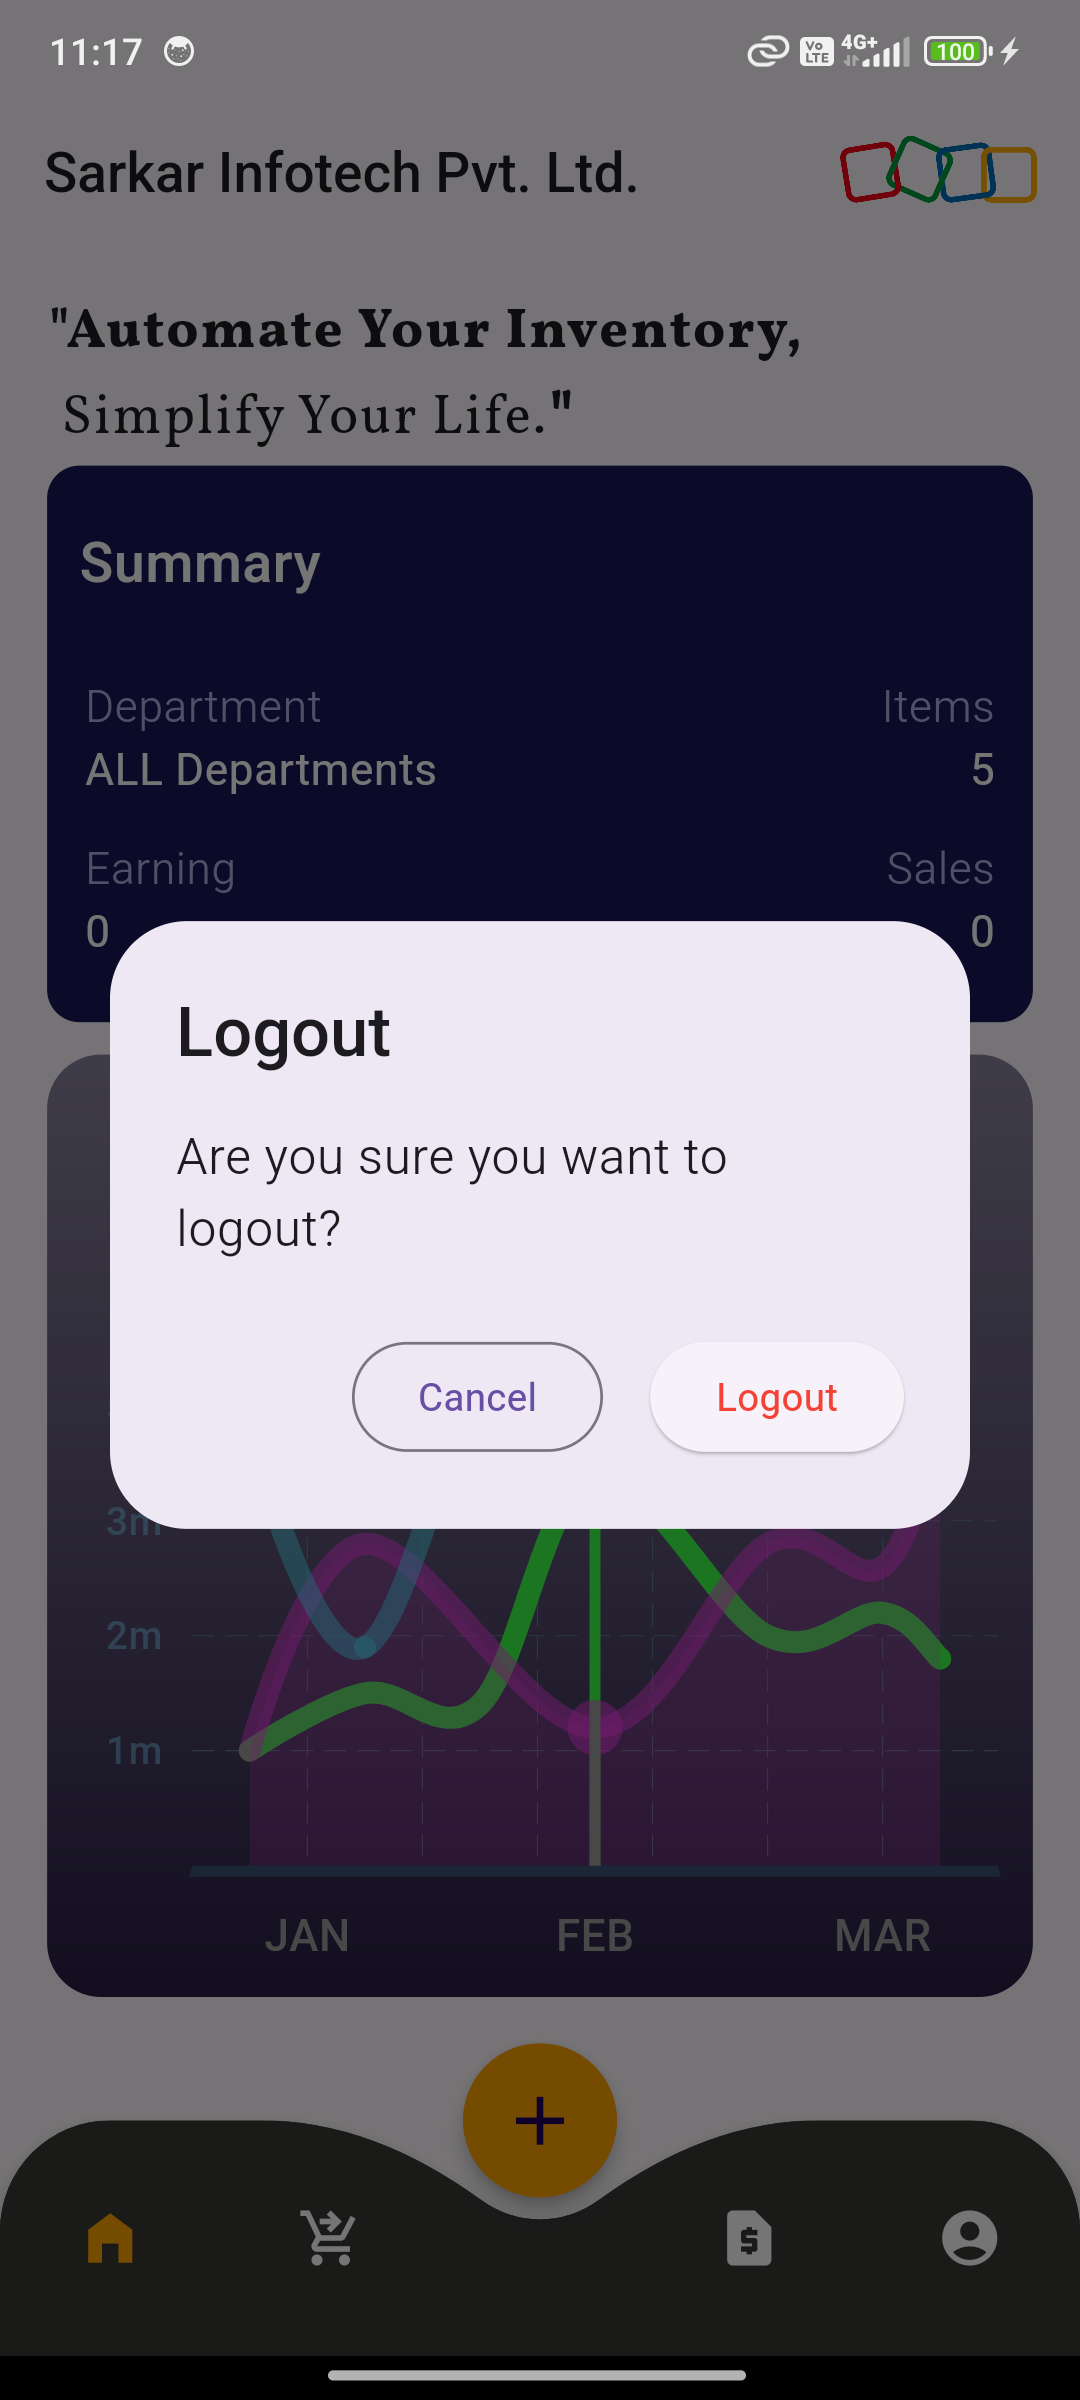 11:17
Vo LTE
4G+
100
Sarkar Infotech Pvt. Ltd.
"Automate Your Inventory,
Simplify Your Life."
Summary
Department Items
ALL Departments 5
Earning Sales
0 0
Logout
Are you sure you want to
logout?
Cancel Logout
3m
2m
1m
JAN FEB MAR